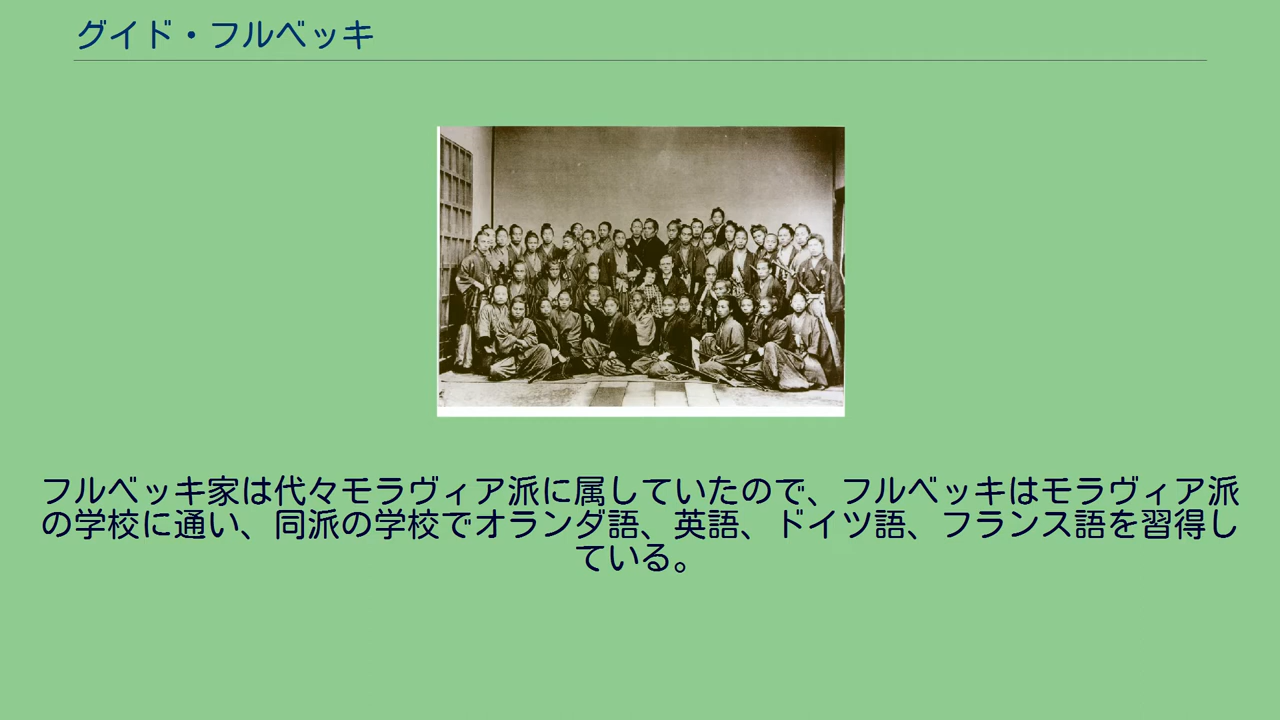 グイド・フルベッキ
フルベッキ家は代々モラヴィア派に属していたので、フルベッキはモラヴィア派
の学校に通い、同派の学校でオランダ語、英語、ドイツ語、フランス語を習得し
ている。